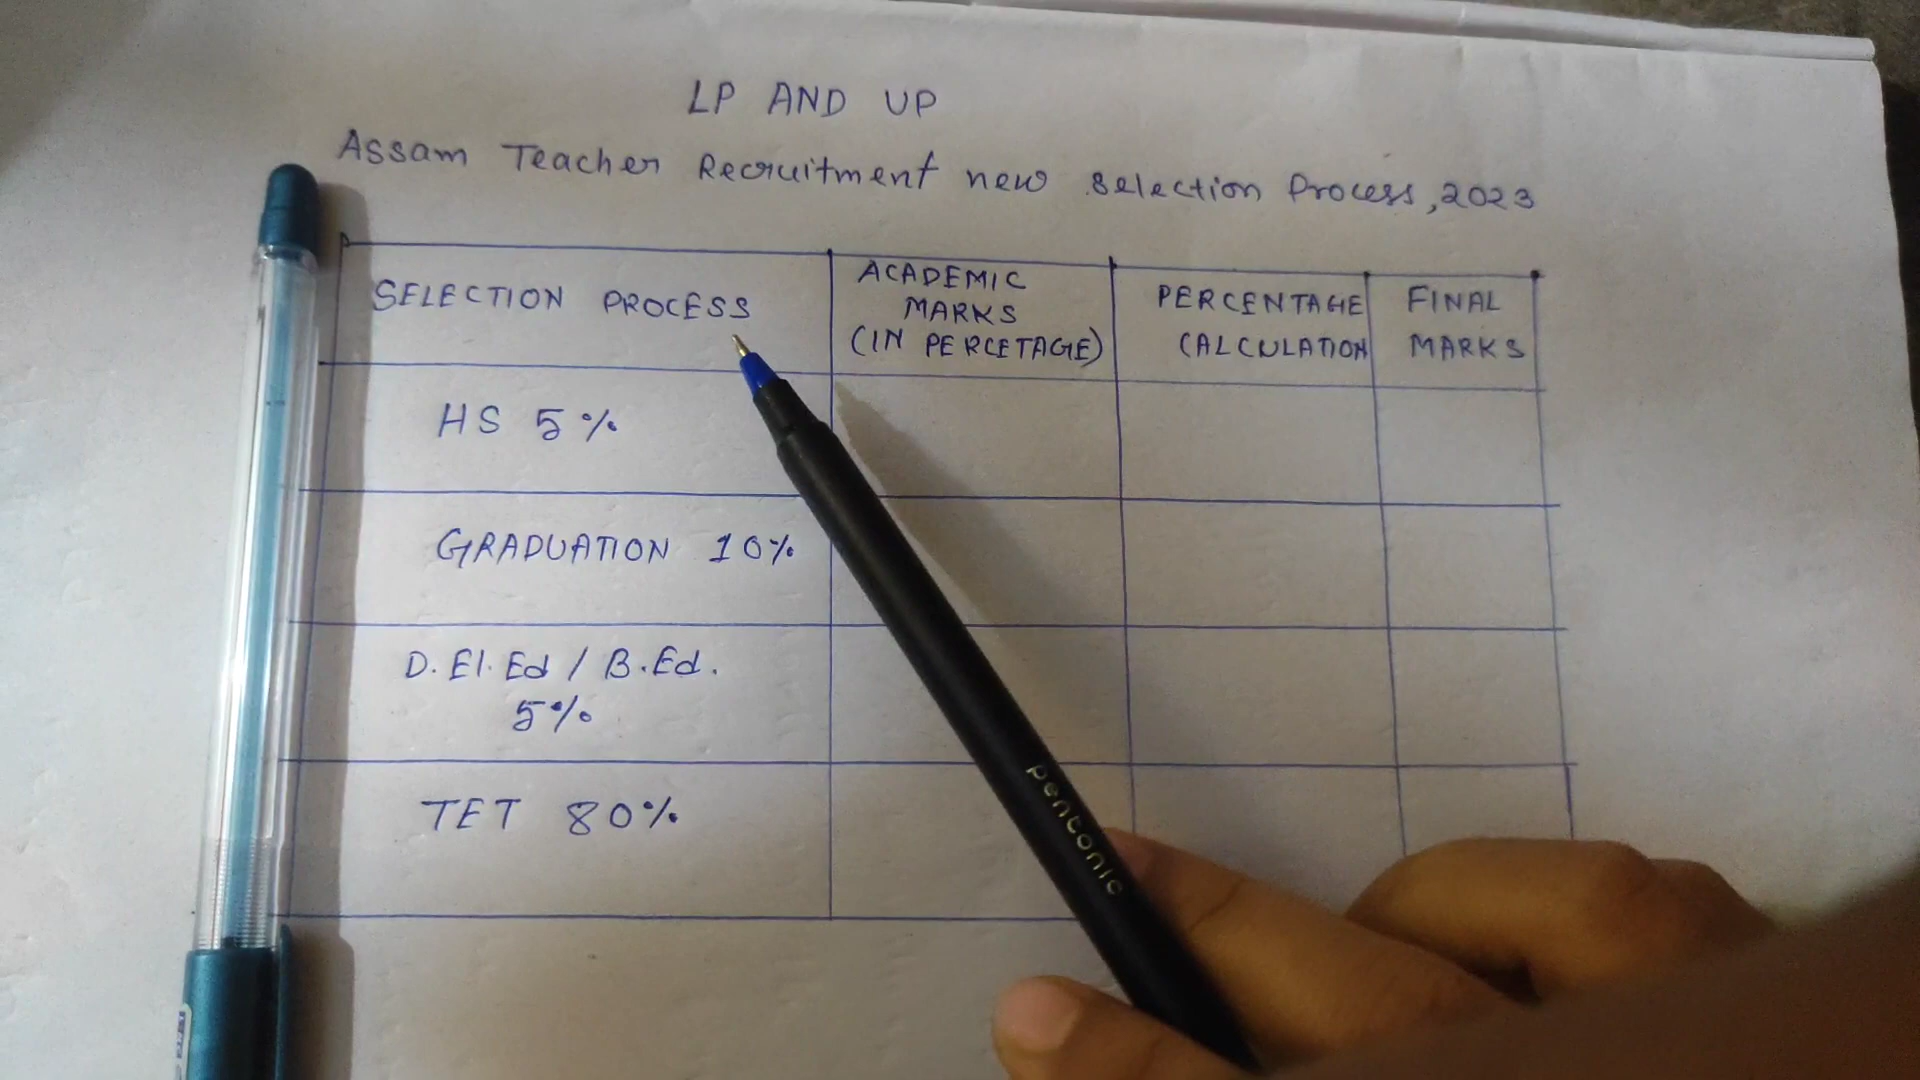 LP AND UP
Assam Teacher Recruitment new Selection Process, 2023
SELECTION PROCESS
ACADEMIC
MARKS
(IN PERCETAGE)
PERCENTAGE
CALCULATION
FINAL
MARKS
HS 5%
GRADUATION 10%
D. El. Ed / B.Ed.
5%
TET 80%
pentonic